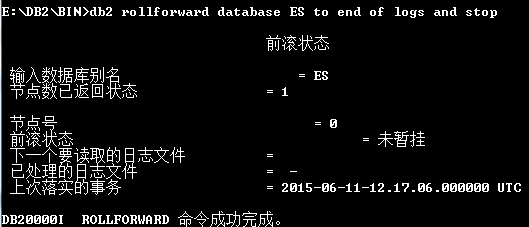 E:\DB2\BIN>db2 rollforward database ES to end of logs and stop
前滚状态
输入数据库别名 = ES
节点数已返回状态 = 1
节点号 = 0
前滚状态 = 未暂挂
下一个要读取的日志文件 =
已处理的日志文件 = -
上次落实的事务 = 2015-06-11-12.17.06.000000 UTC
DB20000I ROLLFORWARD 命令成功完成。